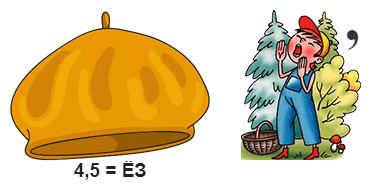 ,
4,5 = ЁЗ